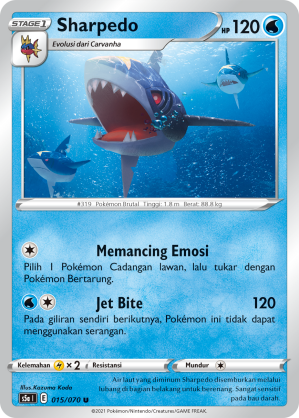 STAGE 1 Sharpedo HP 120
Evolusi dari Carvanha
#319 Pokémon Brutal Tinggi: 1.8 m Berat: 88.8 kg
Memancing Emosi
Pilih 1 Pokémon Cadangan lawan, lalu tukar dengan
Pokémon Bertarung.
Jet Bite 120
Pada giliran sendiri berikutnya, Pokémon ini tidak dapat
menggunakan serangan.
Kelemahan ×2 Resistansi Mundur
Illus. Kazuma Koda
Air laut yang diminum Sharpedo disemburkan melalui
lubang di bagian belakang untuk berenang. Sangat sensitif
pada bau darah.
s5a I E 015/070 U
©2021 Pokémon/Nintendo/Creatures/GAME FREAK